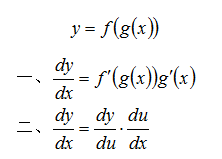 y = f(g(x))
一、dy/dx = f′(g(x))g′(x)
二、dy/dx = dy/du · du/dx